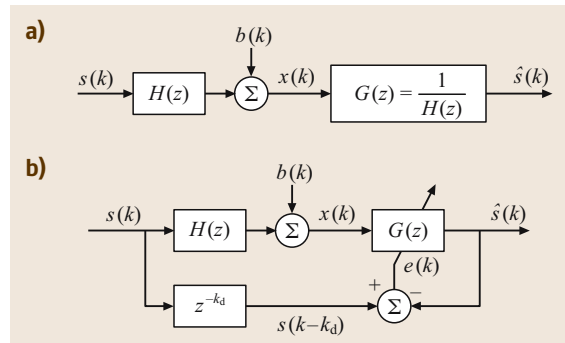 a)
b(k)
s(k) H(z) Σ x(k) G(z) = 1/H(z) ŝ(k)
b)
b(k)
s(k) H(z) Σ x(k) G(z) ŝ(k)
e(k)
+ −
z^{−k_d} Σ
s(k−k_d)